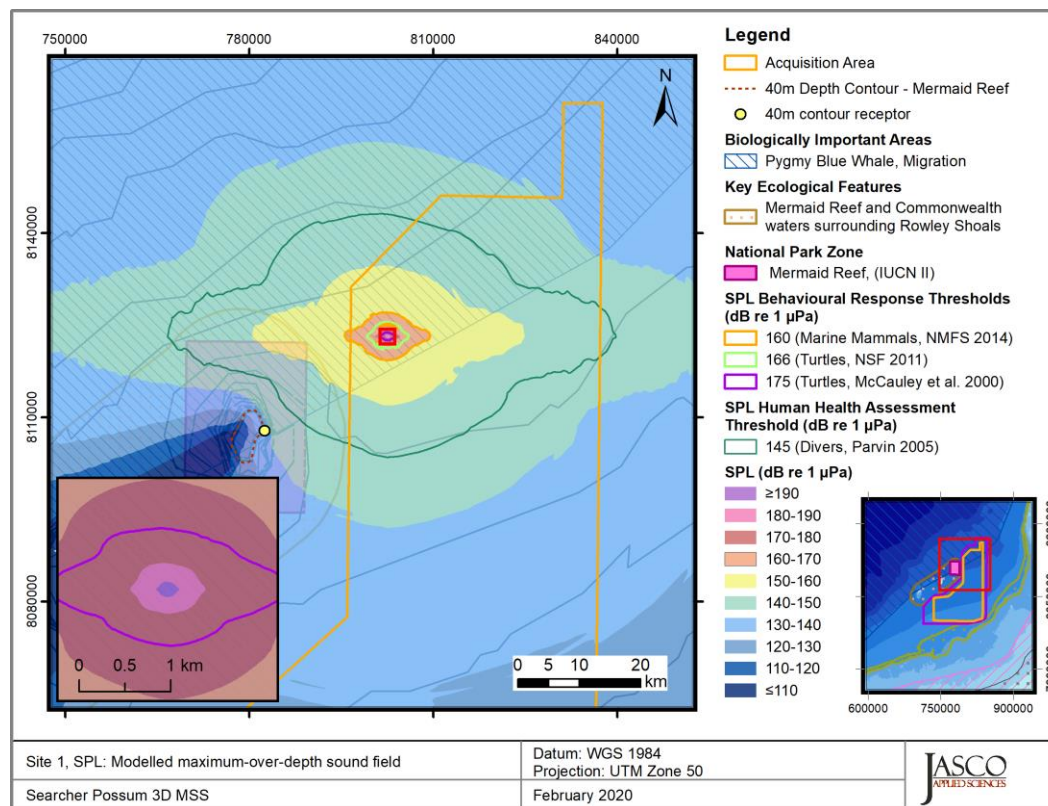 750000 780000 810000 840000
8140000
8110000
8080000
N
0 0.5 1 km
0 5 10 20
km
Legend
Acquisition Area
40m Depth Contour - Mermaid Reef
40m contour receptor
Biologically Important Areas
Pygmy Blue Whale, Migration
Key Ecological Features
Mermaid Reef and Commonwealth
waters surrounding Rowley Shoals
National Park Zone
Mermaid Reef, (IUCN II)
SPL Behavioural Response Thresholds
(dB re 1 µPa)
160 (Marine Mammals, NMFS 2014)
166 (Turtles, NSF 2011)
175 (Turtles, McCauley et al. 2000)
SPL Human Health Assessment
Threshold (dB re 1 µPa)
145 (Divers, Parvin 2005)
SPL (dB re 1 µPa)
≥190
180-190
170-180
160-170
150-160
140-150
130-140
120-130
110-120
≤110
600000 750000 900000
Site 1, SPL: Modelled maximum-over-depth sound field
Searcher Possum 3D MSS
Datum: WGS 1984
Projection: UTM Zone 50
February 2020
JASCO
APPLIED SCIENCES